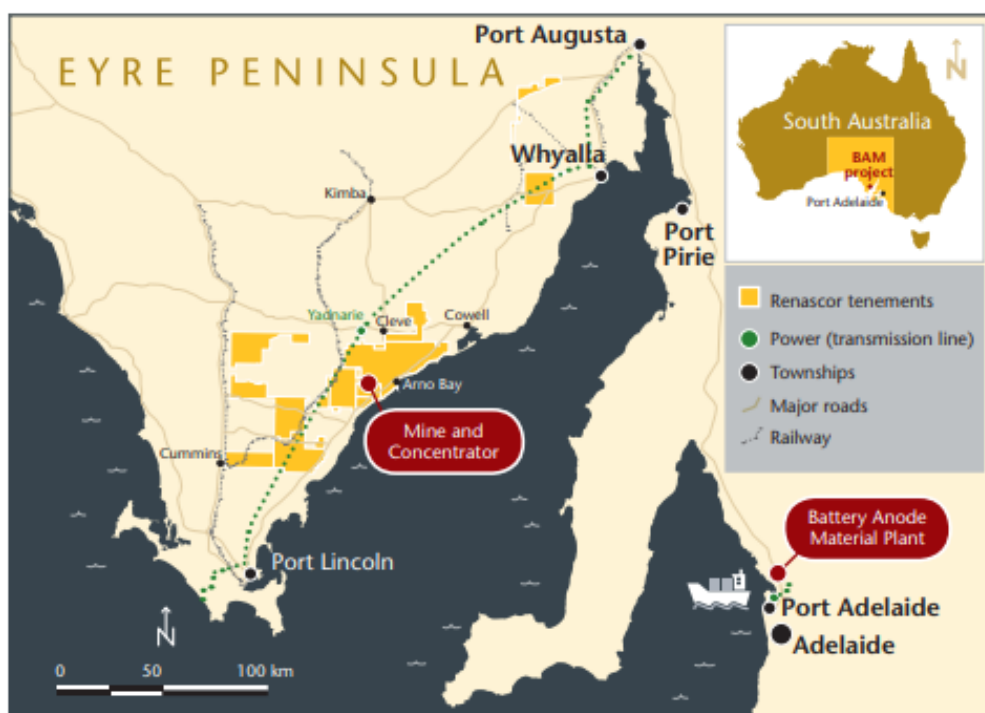 EYRE PENINSULA
Port Augusta
Whyalla
Kimba
Port
Pirie
Yadnarie
Cleve
Cowell
Arno Bay
Mine and
Concentrator
Cummins
Port Lincoln
N
0 50 100 km
Battery Anode
Material Plant
Port Adelaide
Adelaide
N
South Australia
BAM
project
Port Adelaide
Renascor tenements
Power (transmission line)
Townships
Major roads
Railway